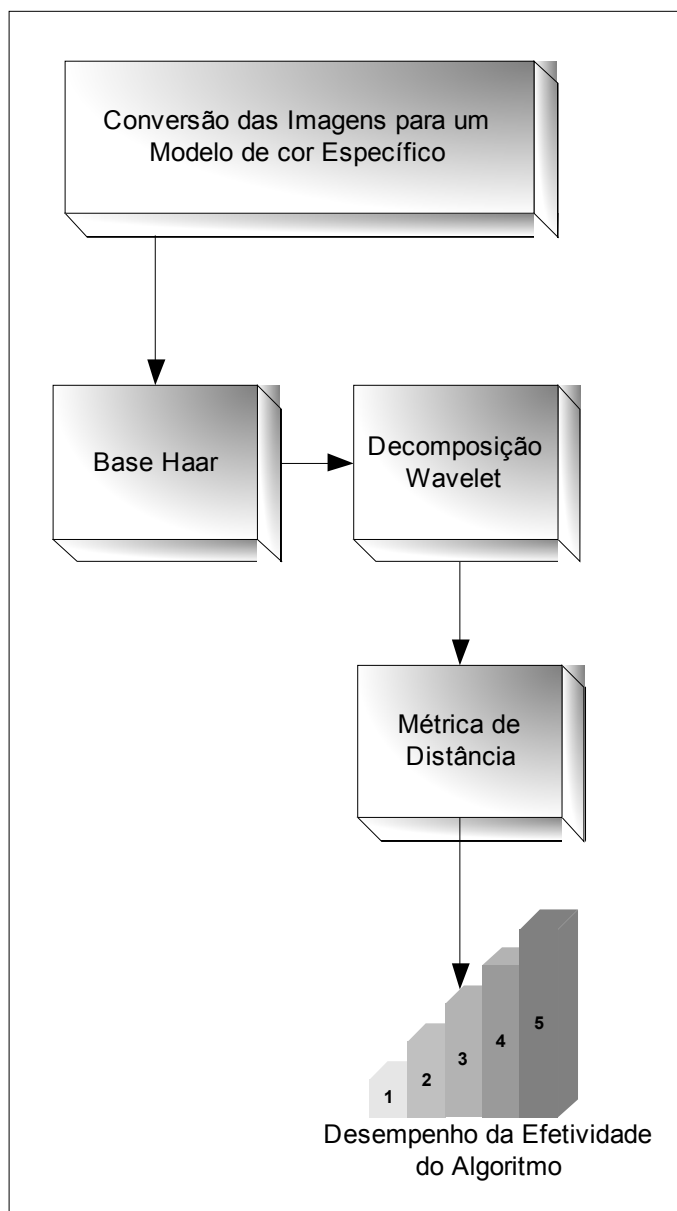 Conversão das Imagens para um
Modelo de cor Específico
Base Haar
Decomposição
Wavelet
Métrica de
Distância
1
2
3
4
5
Desempenho da Efetividade
do Algoritmo